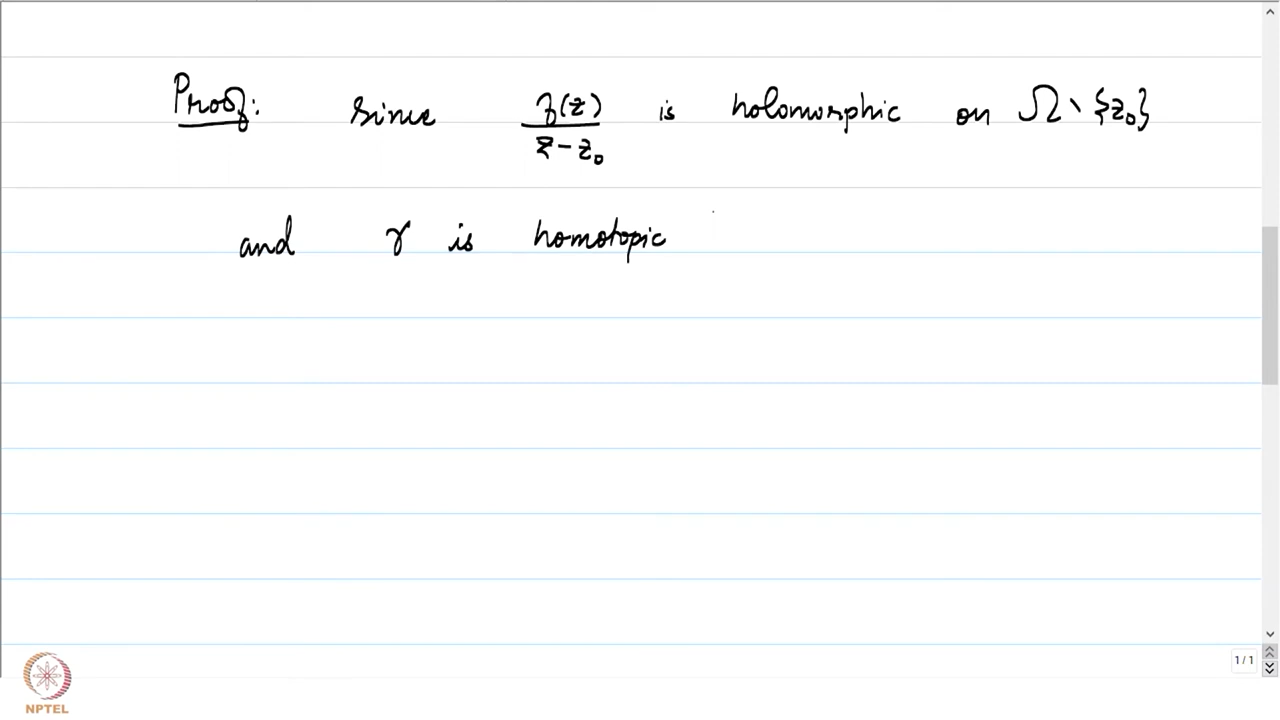 Proof: since f(z)/(z - z₀) is holomorphic on Ω \ {z₀}
and γ is homotopic
1 / 1
NPTEL